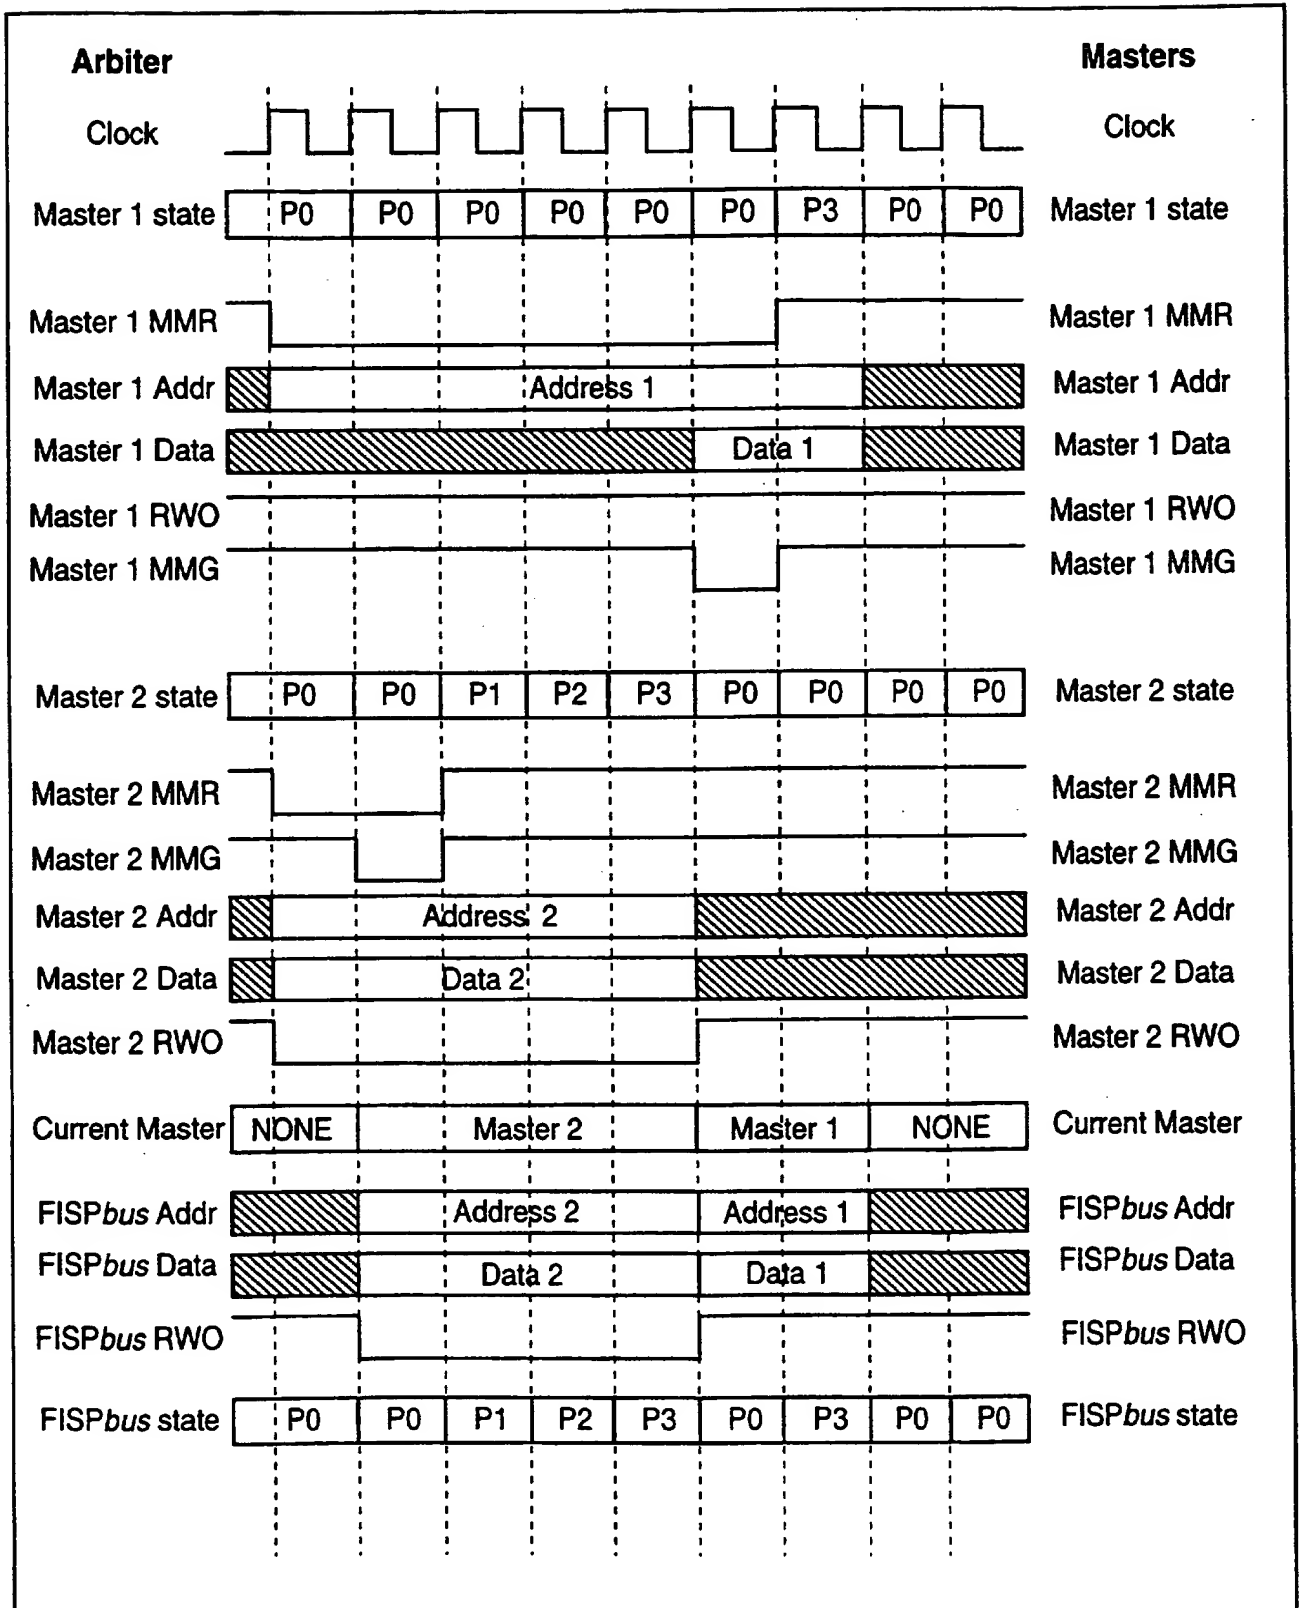 Arbiter Masters
Clock Clock
Master 1 state P0 P0 P0 P0 P0 P0 P3 P0 P0 Master 1 state
Master 1 MMR Master 1 MMR
Master 1 Addr Address 1 Master 1 Addr
Master 1 Data Data 1 Master 1 Data
Master 1 RWO Master 1 RWO
Master 1 MMG Master 1 MMG
Master 2 state P0 P0 P1 P2 P3 P0 P0 P0 P0 Master 2 state
Master 2 MMR Master 2 MMR
Master 2 MMG Master 2 MMG
Master 2 Addr Address 2 Master 2 Addr
Master 2 Data Data 2 Master 2 Data
Master 2 RWO Master 2 RWO
Current Master NONE Master 2 Master 1 NONE Current Master
FISPbus Addr Address 2 Address 1 FISPbus Addr
FISPbus Data Data 2 Data 1 FISPbus Data
FISPbus RWO FISPbus RWO
FISPbus state P0 P0 P1 P2 P3 P0 P3 P0 P0 FISPbus state